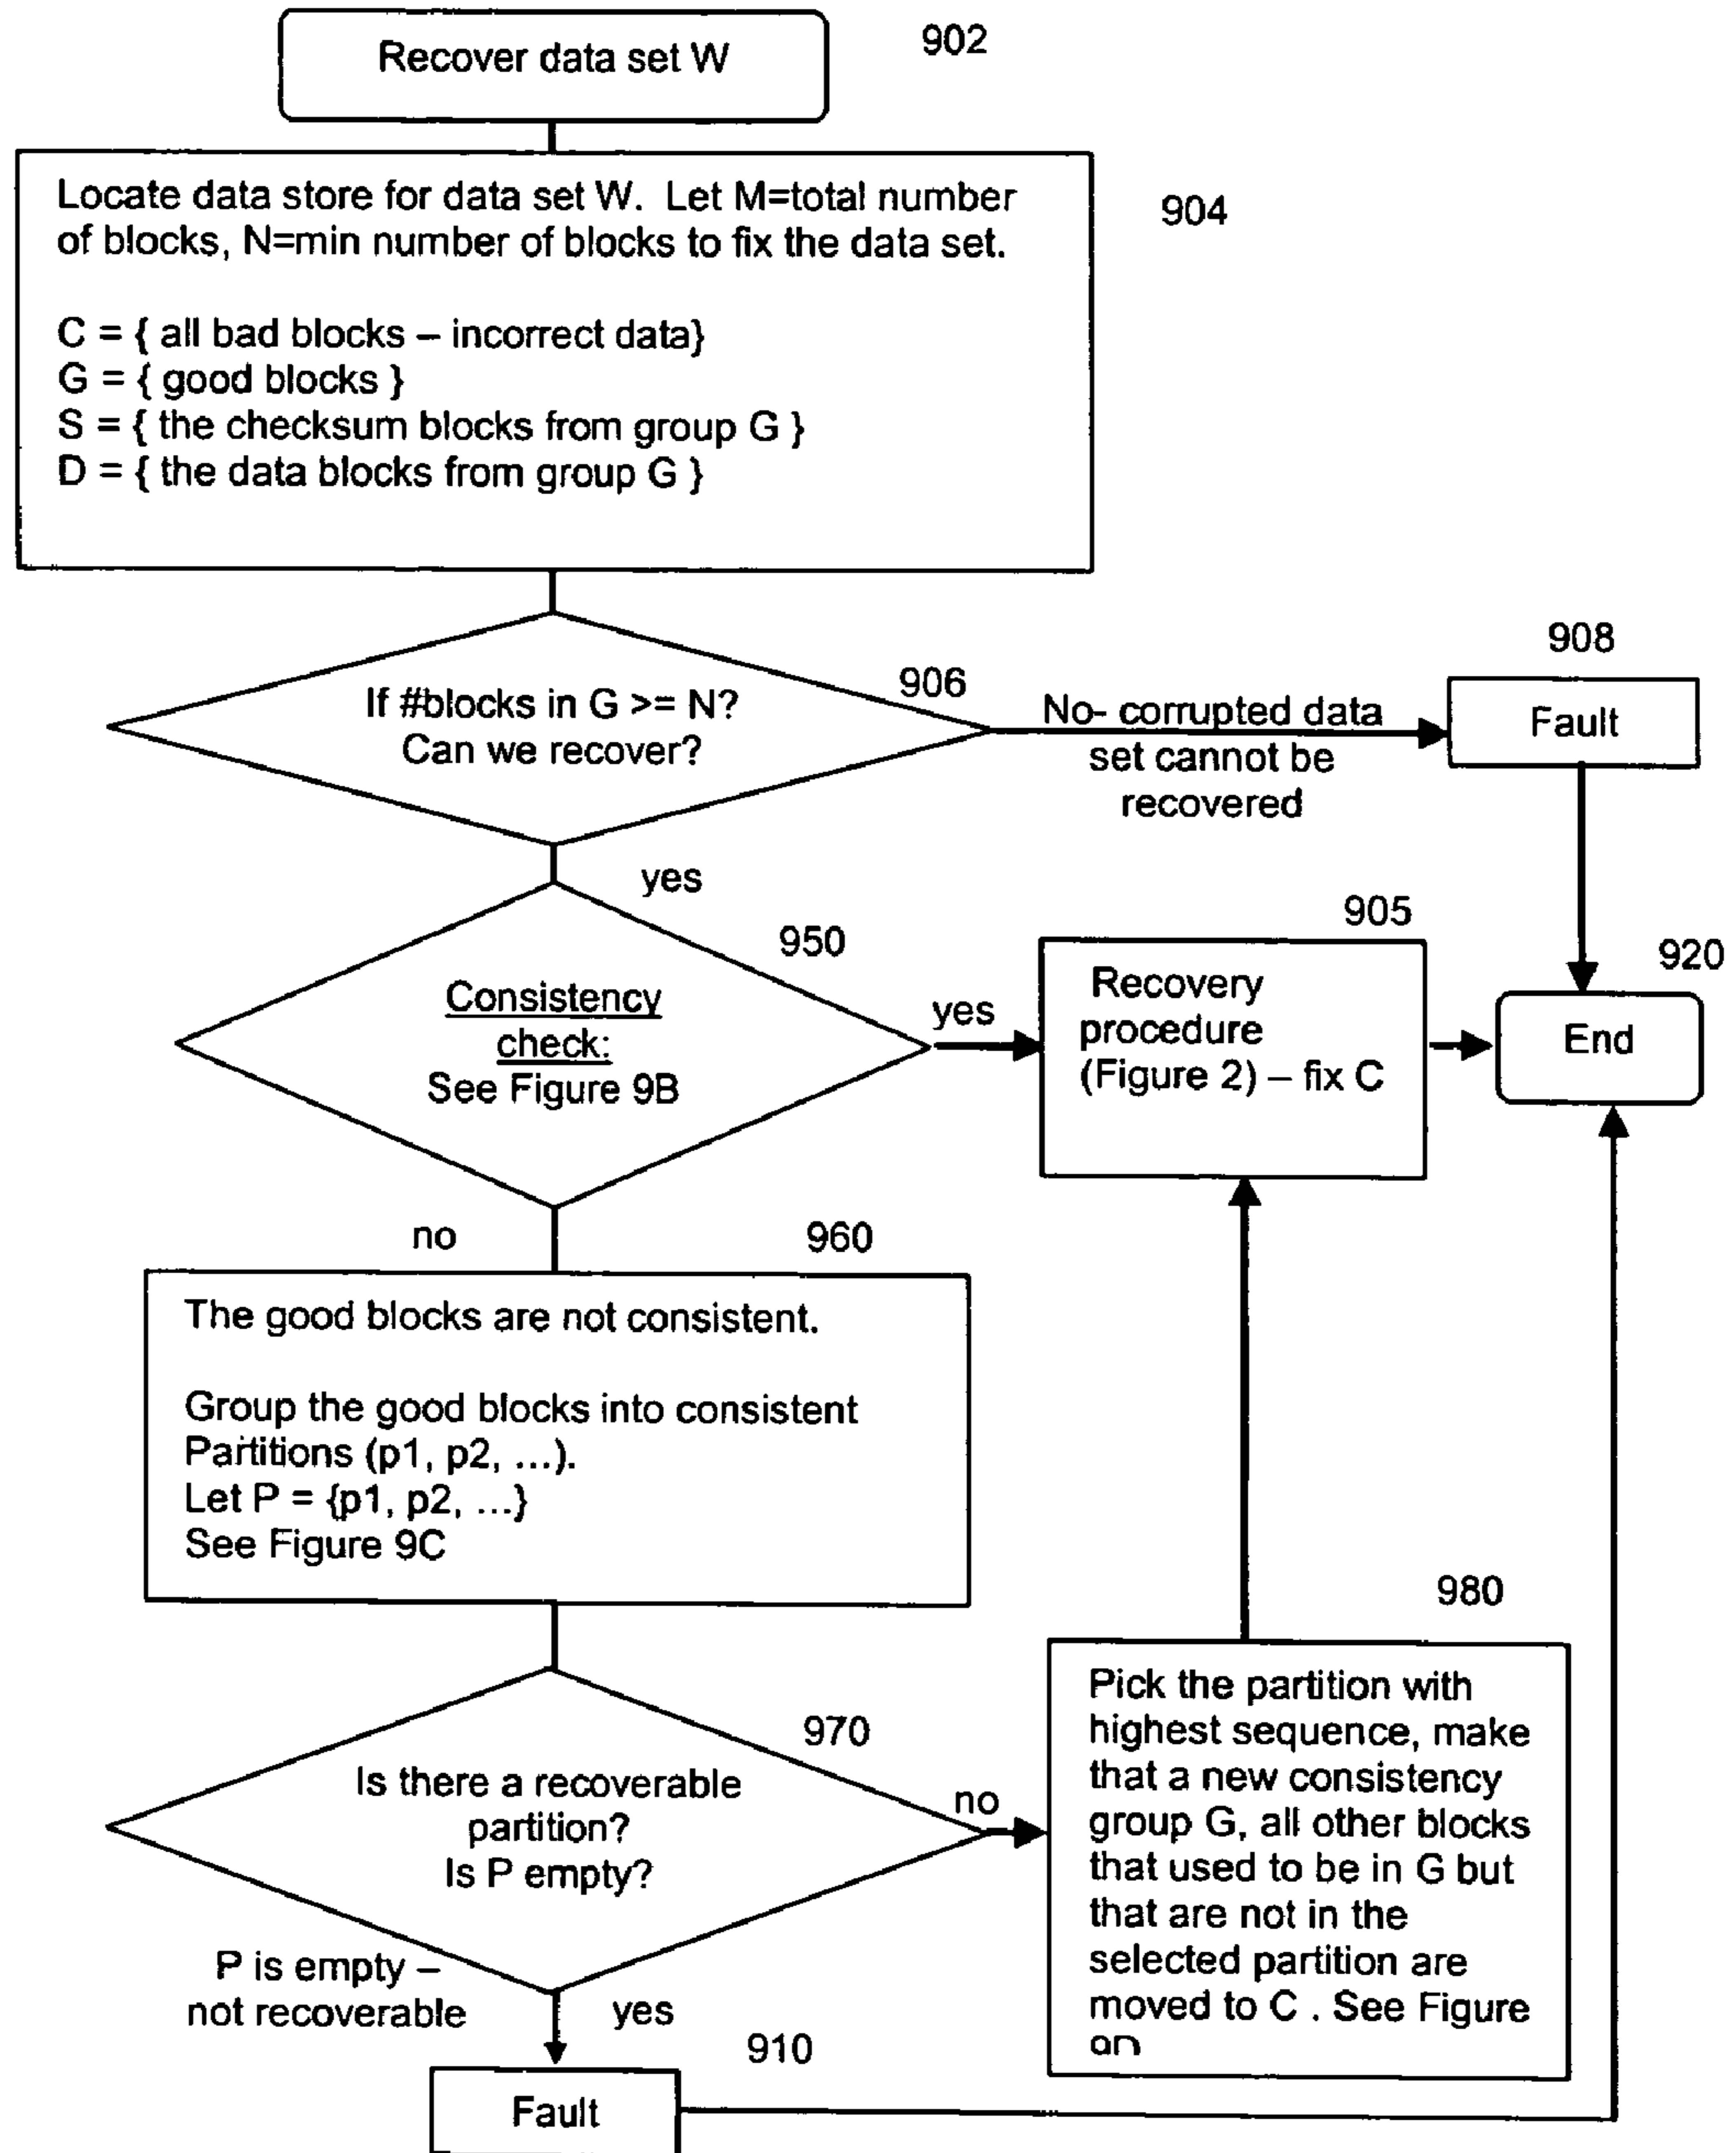 Recover data set W
902
Locate data store for data set W. Let M=total number
of blocks, N=min number of blocks to fix the data set.
C = { all bad blocks – incorrect data}
G = { good blocks }
S = { the checksum blocks from group G }
D = { the data blocks from group G }
904
If #blocks in G >= N?
Can we recover?
906
No- corrupted data
set cannot be
recovered
908
Fault
yes
950
Consistency
check:
See Figure 9B
yes
905
Recovery
procedure
(Figure 2) – fix C
920
End
no
960
The good blocks are not consistent.
Group the good blocks into consistent
Partitions (p1, p2, ...).
Let P = {p1, p2, ...}
See Figure 9C
970
Is there a recoverable
partition?
Is P empty?
no
980
Pick the partition with
highest sequence, make
that a new consistency
group G, all other blocks
that used to be in G but
that are not in the
selected partition are
moved to C . See Figure
P is empty –
not recoverable
yes
910
Fault